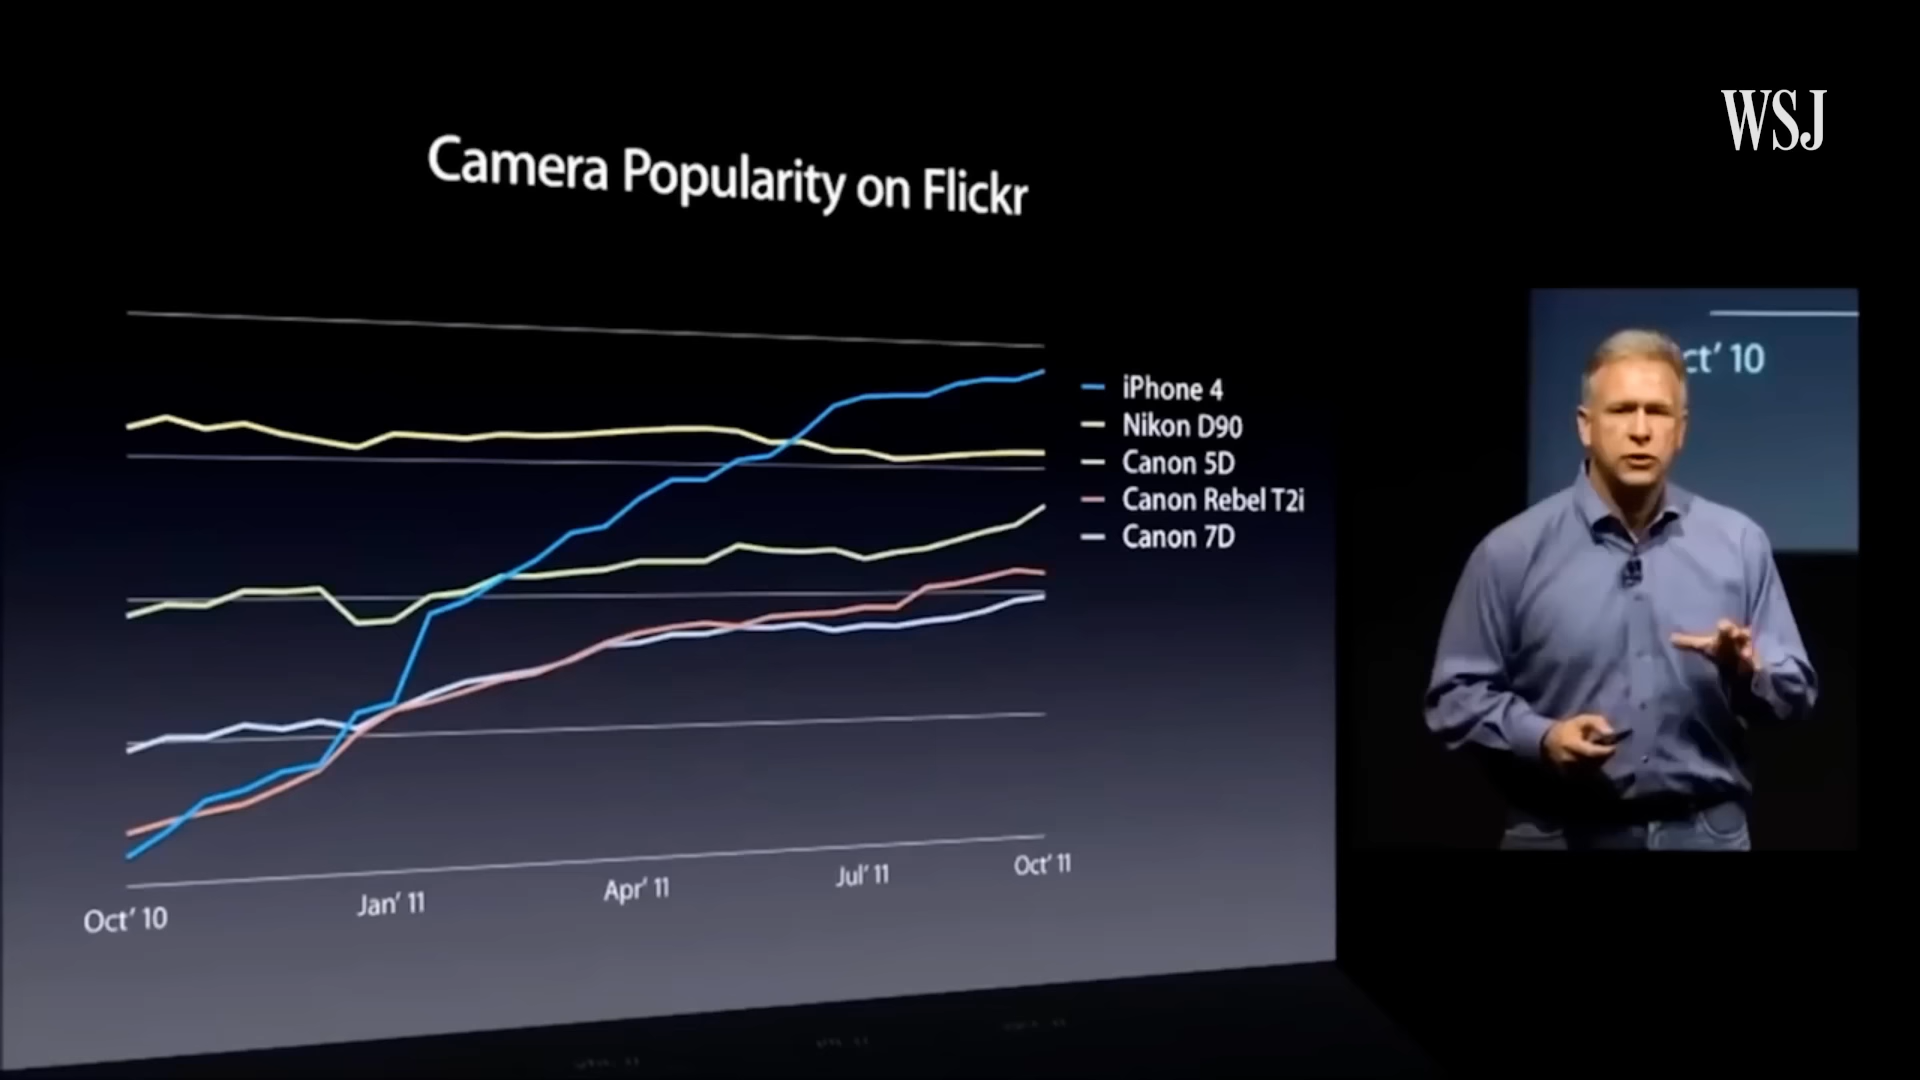 WSJ
Camera Popularity on Flickr
iPhone 4
Nikon D90
Canon 5D
Canon Rebel T2i
Canon 7D
ct' 10
Oct' 10
Jan' 11
Apr' 11
Jul' 11
Oct' 11